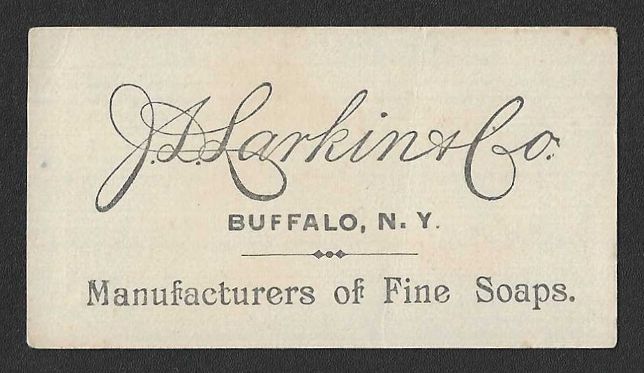 J. D. Larkin & Co.
BUFFALO, N. Y.
Manufacturers of Fine Soaps.